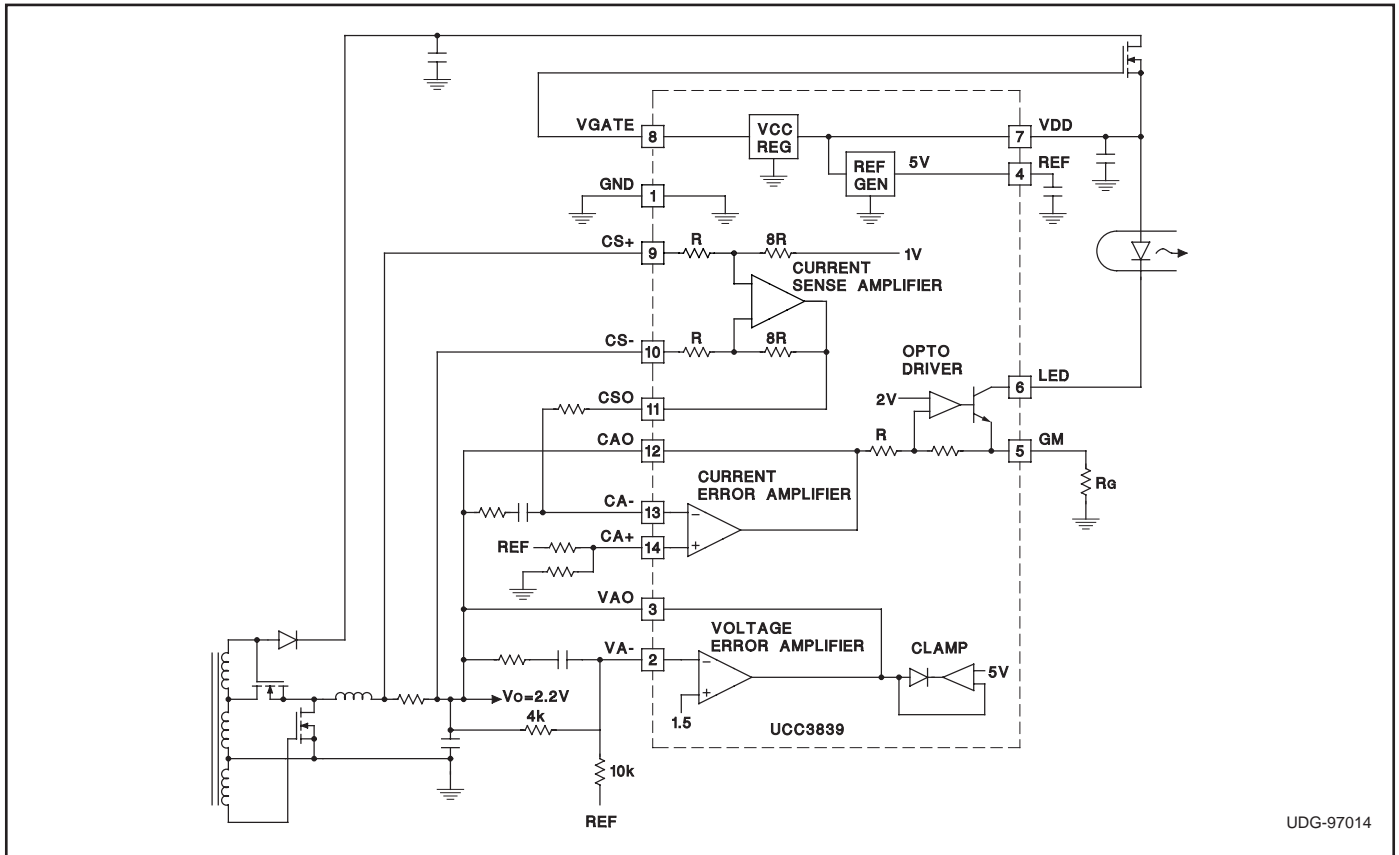 VGATE
8
VCC
REG
7
VDD
REF
GEN
5V
4
REF
GND
1
CS+
9
R
8R
1V
CURRENT
SENSE AMPLIFIER
CS-
10
R
8R
OPTO
DRIVER
2V
6
LED
CSO
11
CAO
12
R
5
GM
RG
CURRENT
ERROR AMPLIFIER
CA-
13
−
REF
CA+
14
+
VAO
3
VOLTAGE
ERROR AMPLIFIER
CLAMP
VA-
2
−
5V
+
1.5
Vo=2.2V
4k
UCC3839
10k
REF
UDG-97014